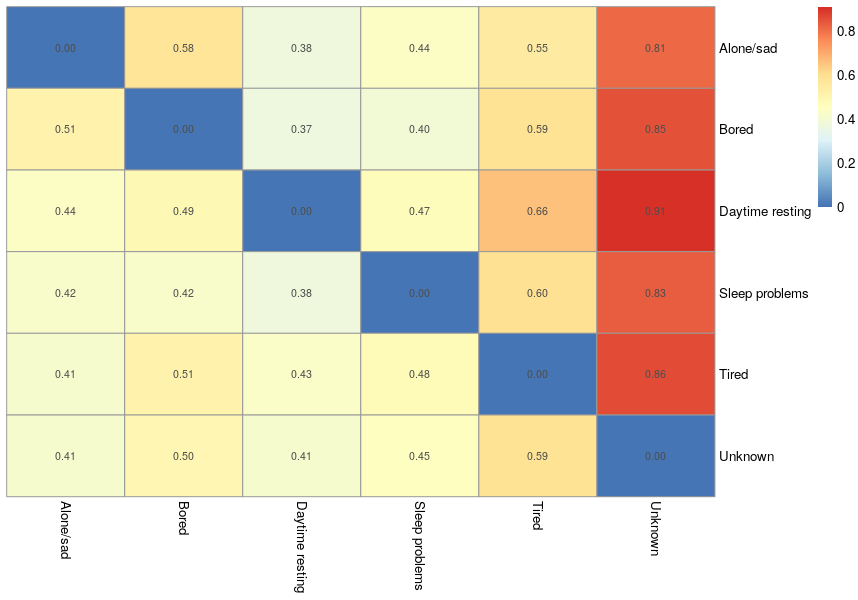 0.00 0.58 0.38 0.44 0.55 0.81 Alone/sad
0.51 0.00 0.37 0.40 0.59 0.85 Bored
0.44 0.49 0.00 0.47 0.66 0.91 Daytime resting
0.42 0.42 0.38 0.00 0.60 0.83 Sleep problems
0.41 0.51 0.43 0.48 0.00 0.86 Tired
0.41 0.50 0.41 0.45 0.59 0.00 Unknown
Alone/sad
Bored
Daytime resting
Sleep problems
Tired
Unknown
0.8
0.6
0.4
0.2
0